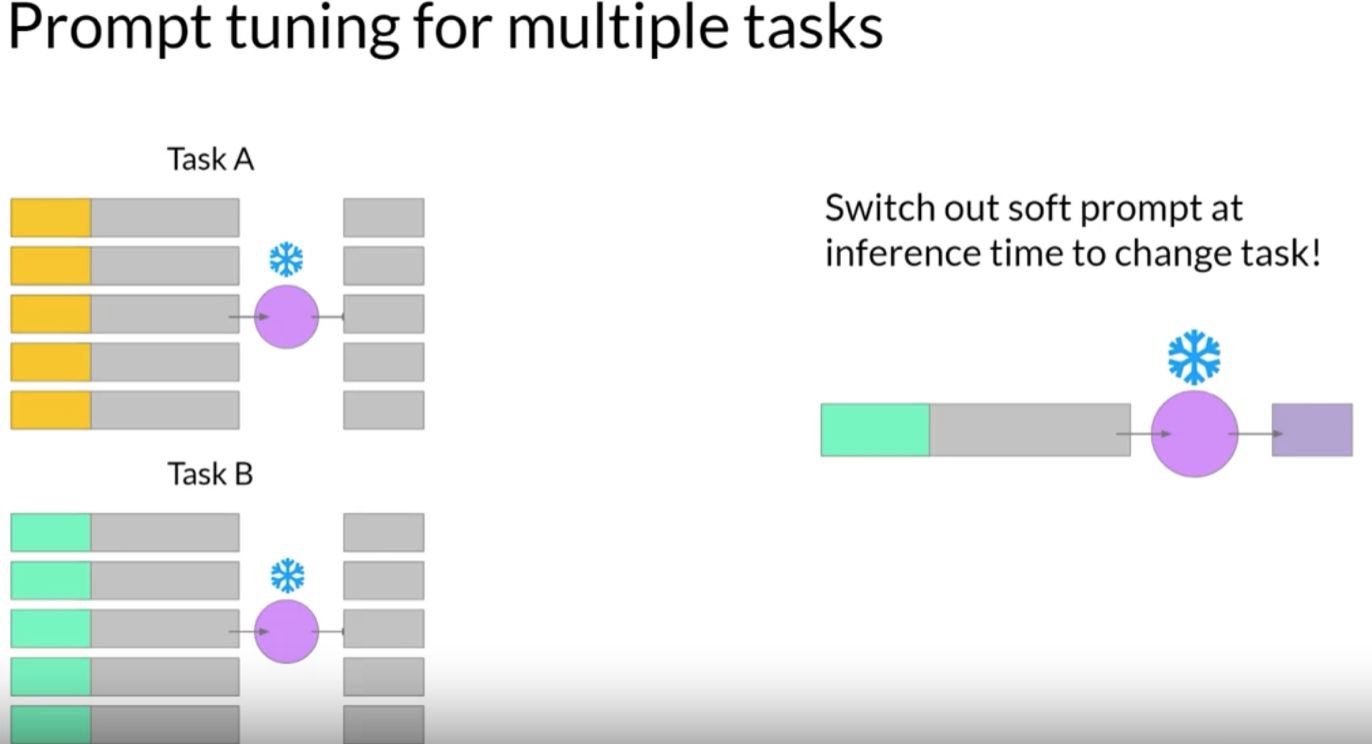 Prompt tuning for multiple tasks
Task A
Switch out soft prompt at
inference time to change task!
Task B